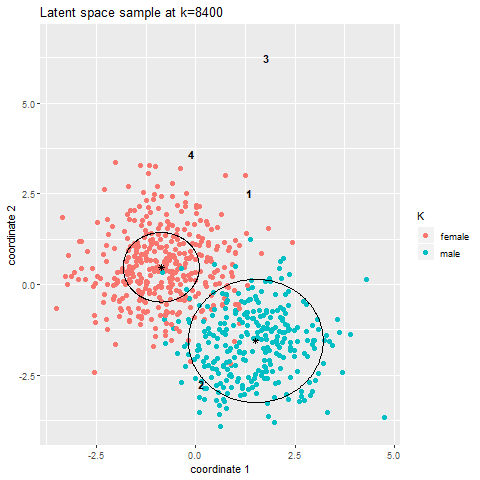 Latent space sample at k=8400
3
5.0
4
2.5
1
K
female
male
coordinate 2
0.0
-2.5
2
-2.5
0.0
2.5
5.0
coordinate 1